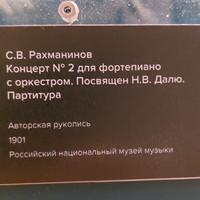 С.В. Рахманинов
Концерт № 2 для фортепиано
с оркестром. Посвящен Н.В. Далю.
Партитура
Авторская рукопись
1901
Российский национальный музей музыки